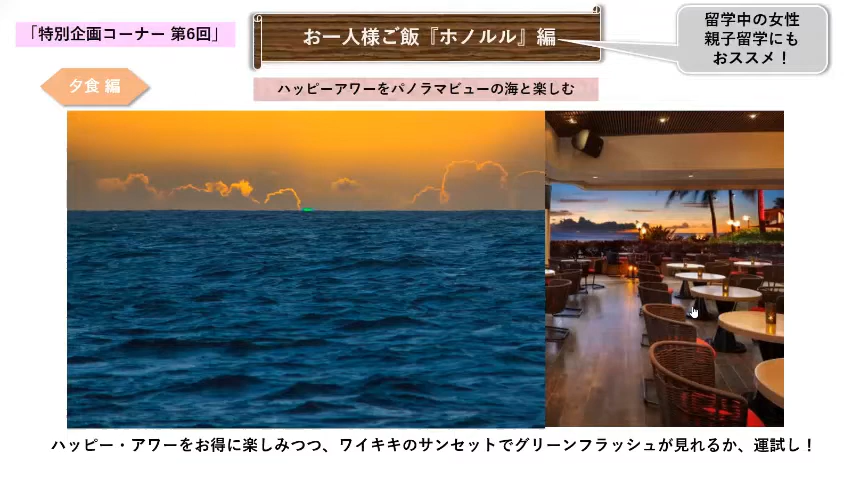 「特別企画コーナー 第6回」
お一人様ご飯『ホノルル』編
留学中の女性
親子留学にも
おススメ！
夕食 編
ハッピーアワーをパノラマビューの海と楽しむ
ハッピー・アワーをお得に楽しみつつ、ワイキキのサンセットでグリーンフラッシュが見れるか、運試し！